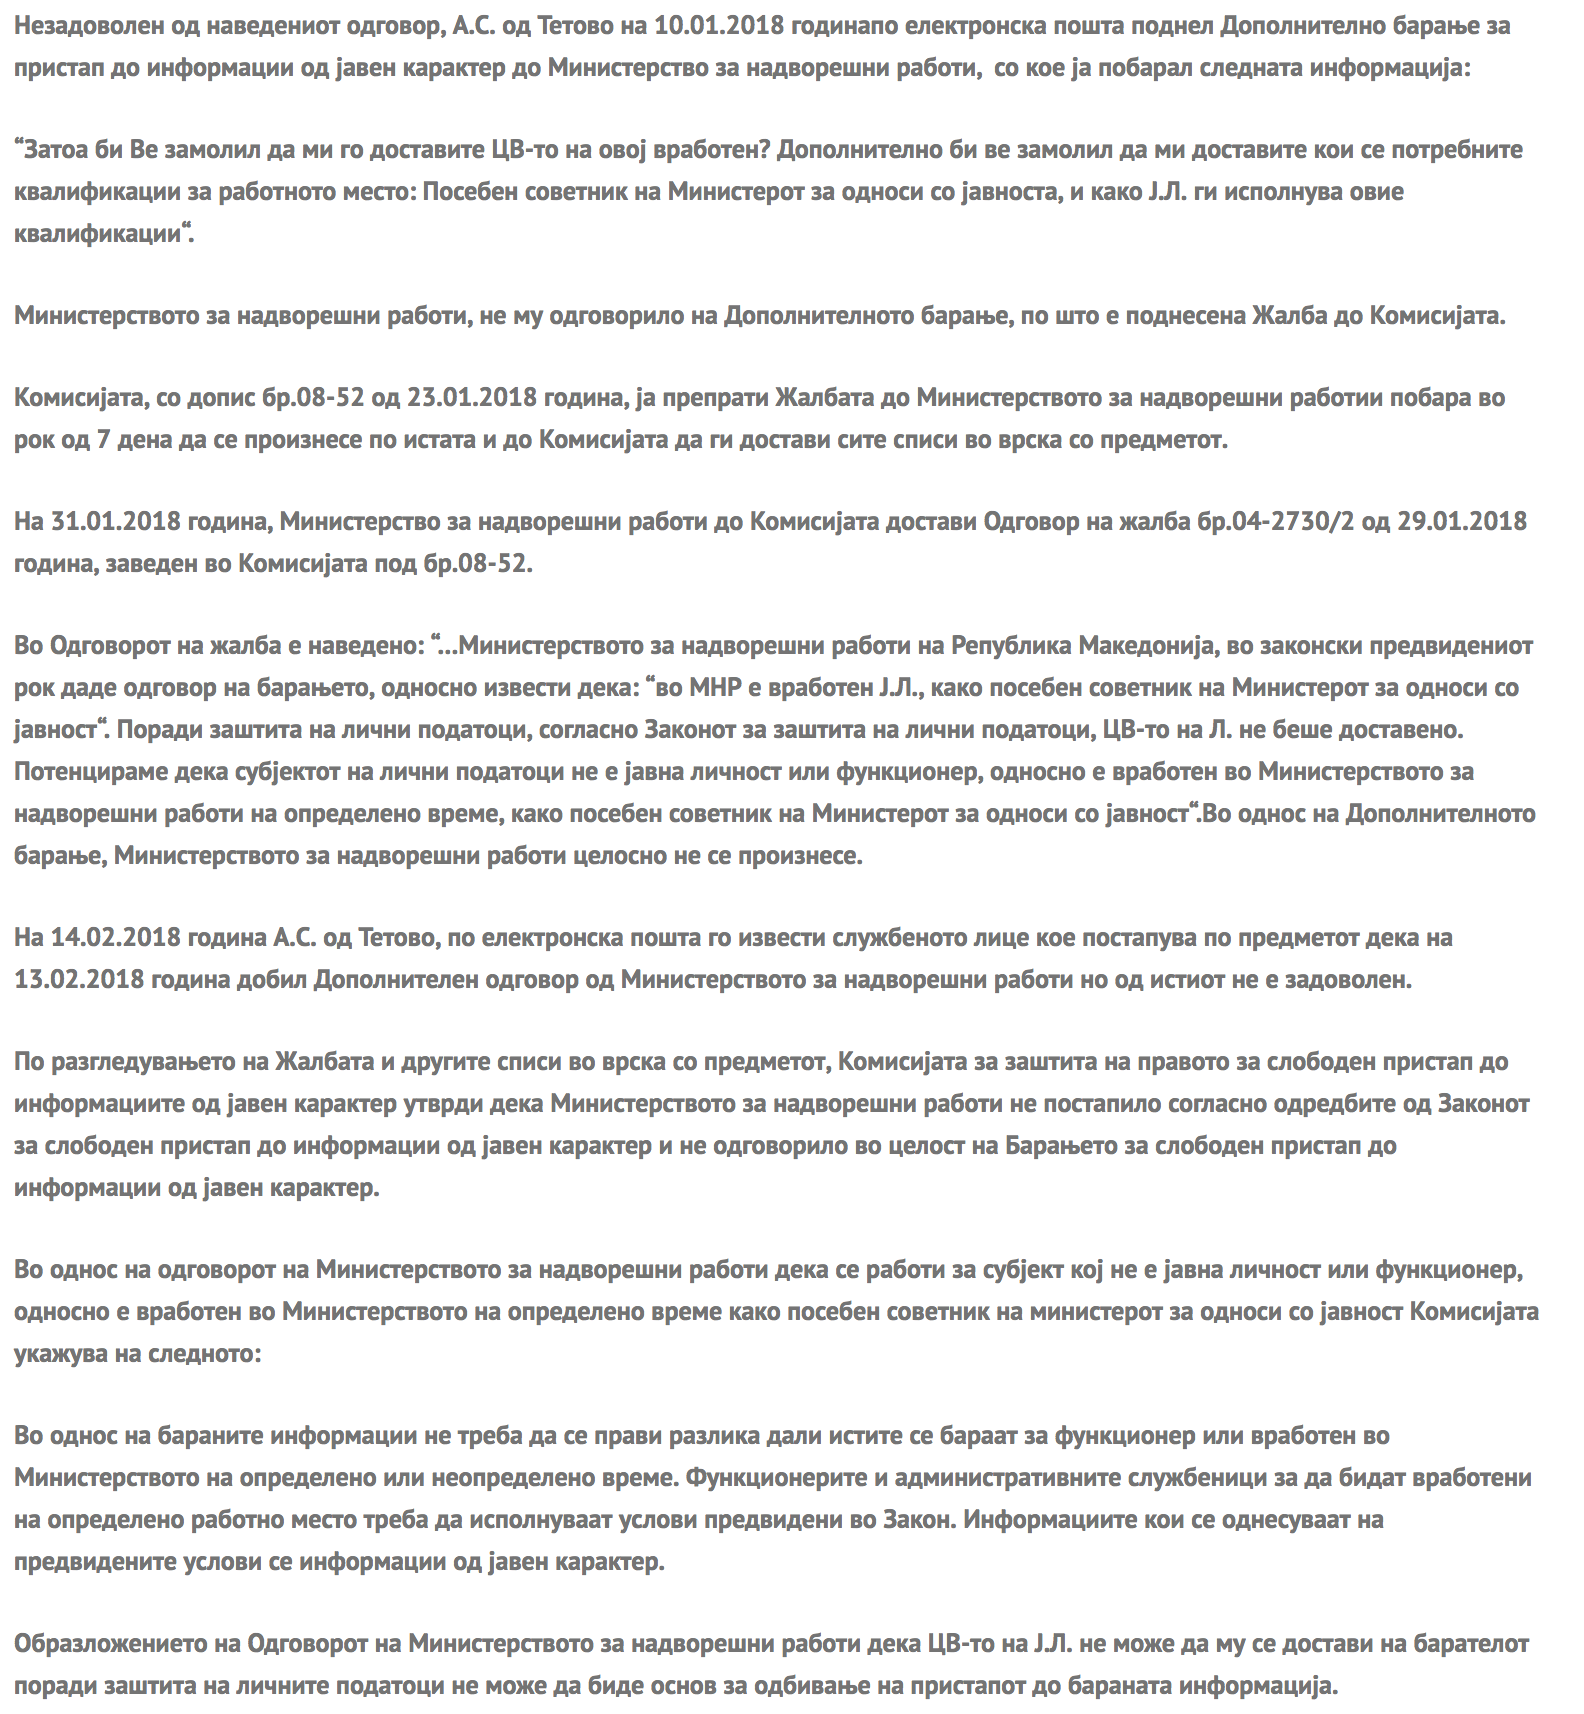 Незадоволен од наведениот одговор, А.С. од Тетово на 10.01.2018 годинапо електронска пошта поднел Дополнително барање за
пристап до информации од јавен карактер до Министерство за надворешни работи,  со кое ја побарал следната информација:
“Затоа би Ве замолил да ми го доставите ЦВ-то на овој вработен? Дополнително би ве замолил да ми доставите кои се потребните
квалификации за работното место: Посебен советник на Министерот за односи со јавноста, и како Ј.Л. ги исполнува овие
квалификации“.
Министерството за надворешни работи, не му одговорило на Дополнителното барање, по што е поднесена Жалба до Комисијата.
Комисијата, со допис бр.08-52 од 23.01.2018 година, ја препрати Жалбата до Министерството за надворешни работии побара во
рок од 7 дена да се произнесе по истата и до Комисијата да ги достави сите списи во врска со предметот.
На 31.01.2018 година, Министерство за надворешни работи до Комисијата достави Одговор на жалба бр.04-2730/2 од 29.01.2018
година, заведен во Комисијата под бр.08-52.
Во Одговорот на жалба е наведено: “...Министерството за надворешни работи на Република Македонија, во законски предвидениот
рок даде одговор на барањето, односно извести дека: “во МНР е вработен Ј.Л., како посебен советник на Министерот за односи со
јавност“. Поради заштита на лични податоци, согласно Законот за заштита на лични податоци, ЦВ-то на Л. не беше доставено.
Потенцираме дека субјектот на лични податоци не е јавна личност или функционер, односно е вработен во Министерството за
надворешни работи на определено време, како посебен советник на Министерот за односи со јавност“.Во однос на Дополнителното
барање, Министерството за надворешни работи целосно не се произнесе.
На 14.02.2018 година А.С. од Тетово, по електронска пошта го извести службеното лице кое постапува по предметот дека на
13.02.2018 година добил Дополнителен одговор од Министерството за надворешни работи но од истиот не е задоволен.
По разгледувањето на Жалбата и другите списи во врска со предметот, Комисијата за заштита на правото за слободен пристап до
информациите од јавен карактер утврди дека Министерството за надворешни работи не постапило согласно одредбите од Законот
за слободен пристап до информации од јавен карактер и не одговорило во целост на Барањето за слободен пристап до
информации од јавен карактер.
Во однос на одговорот на Министерството за надворешни работи дека се работи за субјект кој не е јавна личност или функционер,
односно е вработен во Министерството на определено време како посебен советник на министерот за односи со јавност Комисијата
укажува на следното:
Во однос на бараните информации не треба да се прави разлика дали истите се бараат за функционер или вработен во
Министерството на определено или неопределено време. Функционерите и административните службеници за да бидат вработени
на определено работно место треба да исполнуваат услови предвидени во Закон. Информациите кои се однесуваат на
предвидените услови се информации од јавен карактер.
Образложението на Одговорот на Министерството за надворешни работи дека ЦВ-то на Ј.Л. не може да му се достави на барателот
поради заштита на личните податоци не може да биде основ за одбивање на пристапот до бараната информација.